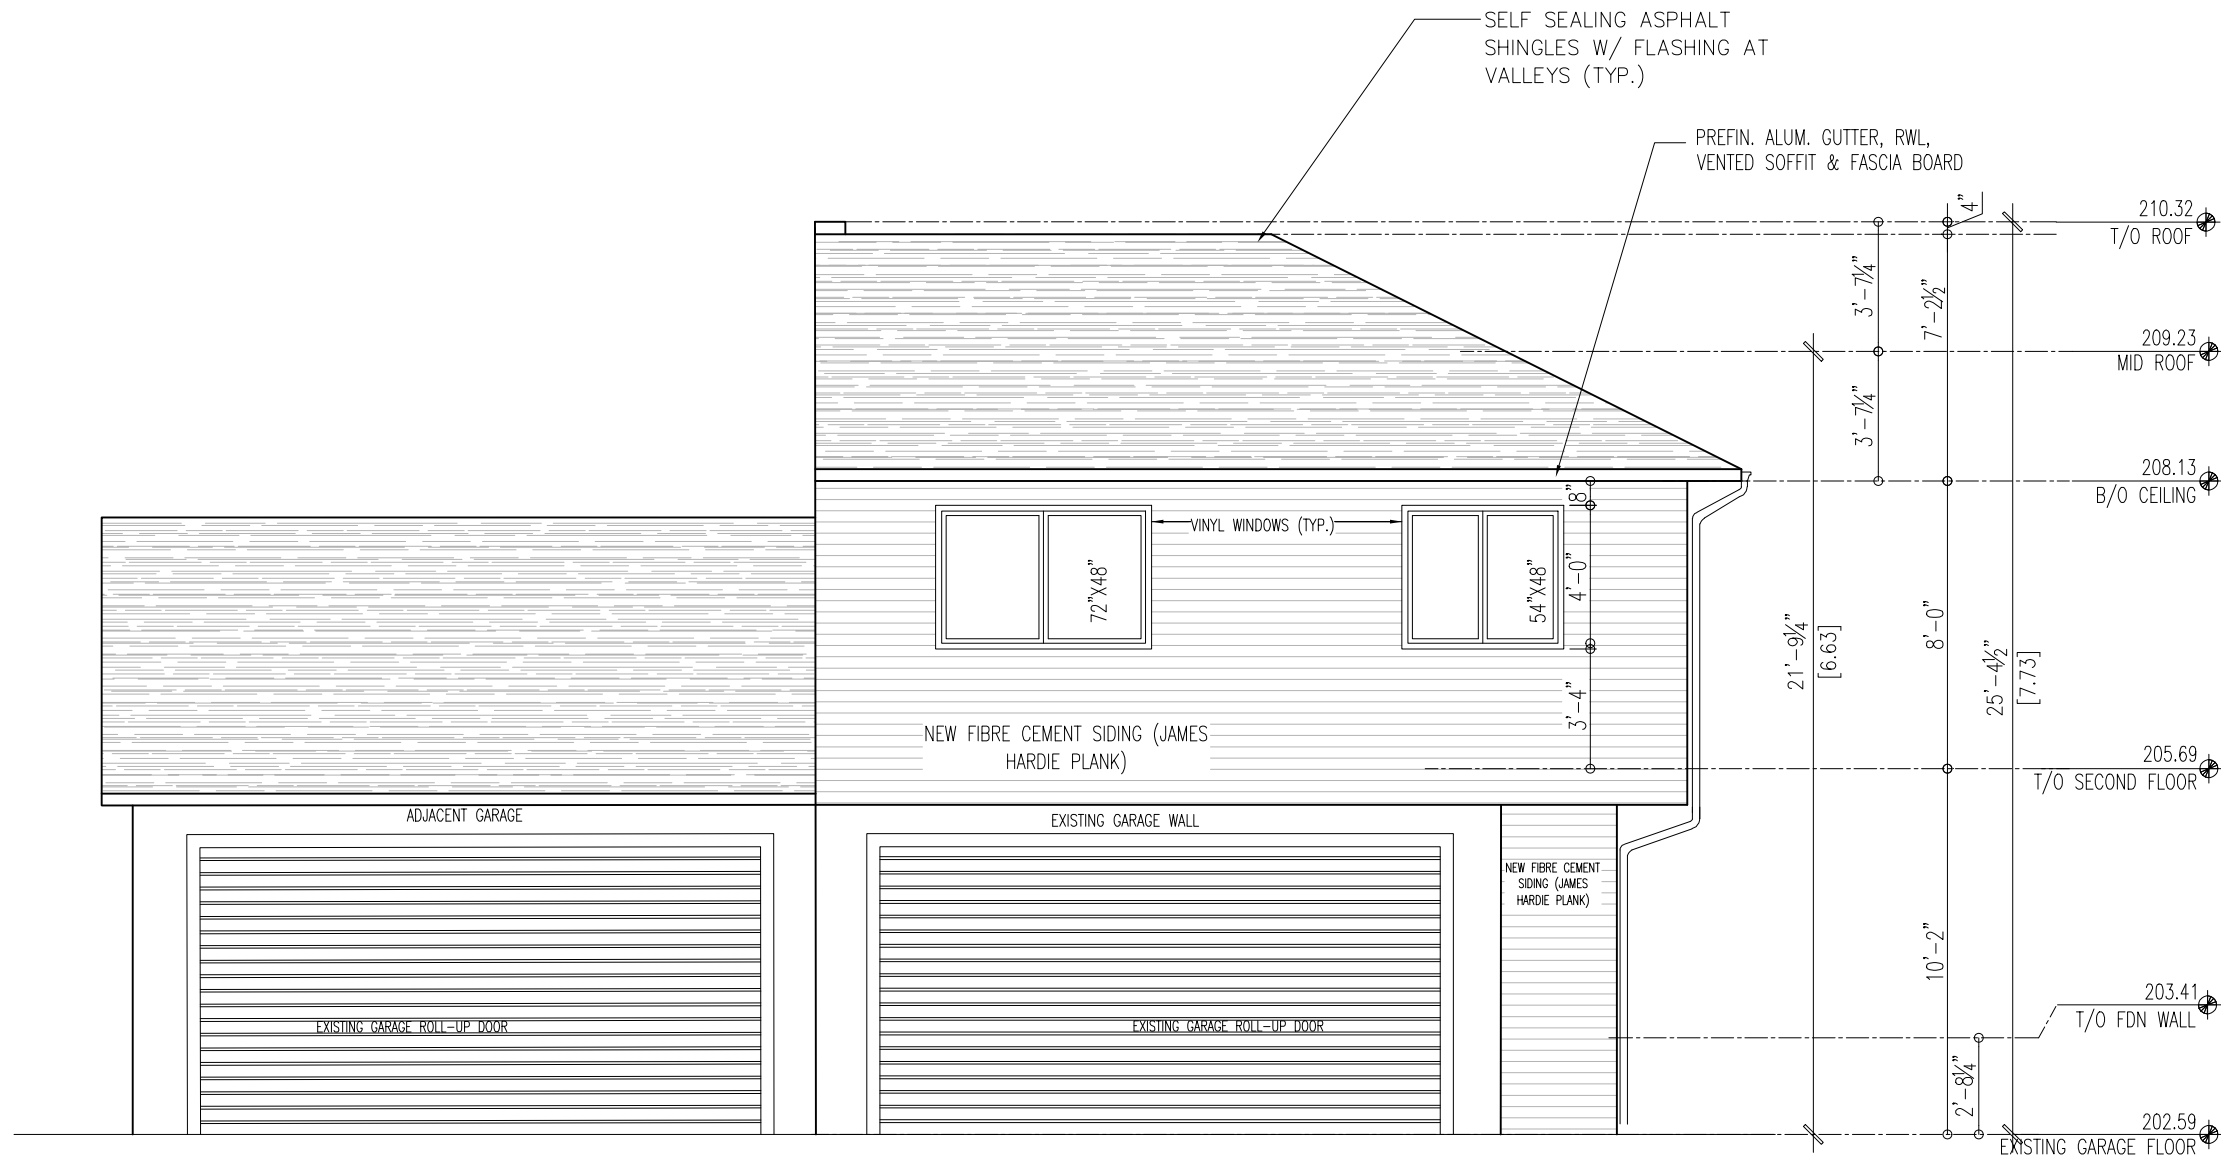 SELF SEALING ASPHALT
SHINGLES W/ FLASHING AT
VALLEYS (TYP.)
PREFIN. ALUM. GUTTER, RWL,
VENTED SOFFIT & FASCIA BOARD
4"
210.32
T/O ROOF
3'-7¼"
7'-2½"
209.23
MID ROOF
3'-7¼"
208.13
B/O CEILING
8"
VINYL WINDOWS (TYP.)
72"X48"
54"X48"
4'-0"
21'-9¼"
[6.63]
8'-0"
25'-4½"
[7.73]
3'-4"
NEW FIBRE CEMENT SIDING (JAMES
HARDIE PLANK)
205.69
T/O SECOND FLOOR
ADJACENT GARAGE
EXISTING GARAGE WALL
NEW FIBRE CEMENT
SIDING (JAMES
HARDIE PLANK)
10'-2"
203.41
T/O FDN WALL
EXISTING GARAGE ROLL-UP DOOR
EXISTING GARAGE ROLL-UP DOOR
2'-8¼"
202.59
EXISTING GARAGE FLOOR